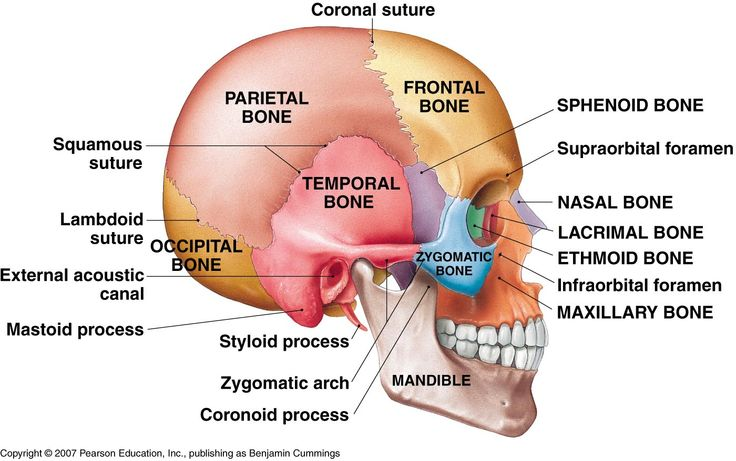 Coronal suture
PARIETAL
BONE
FRONTAL
BONE
SPHENOID BONE
Squamous
suture
Supraorbital foramen
TEMPORAL
BONE
NASAL BONE
Lambdoid
suture
LACRIMAL BONE
OCCIPITAL
BONE
ZYGOMATIC
BONE
ETHMOID BONE
External acoustic
canal
Infraorbital foramen
MAXILLARY BONE
Mastoid process
Styloid process
Zygomatic arch
MANDIBLE
Coronoid process
Copyright © 2007 Pearson Education, Inc., publishing as Benjamin Cummings